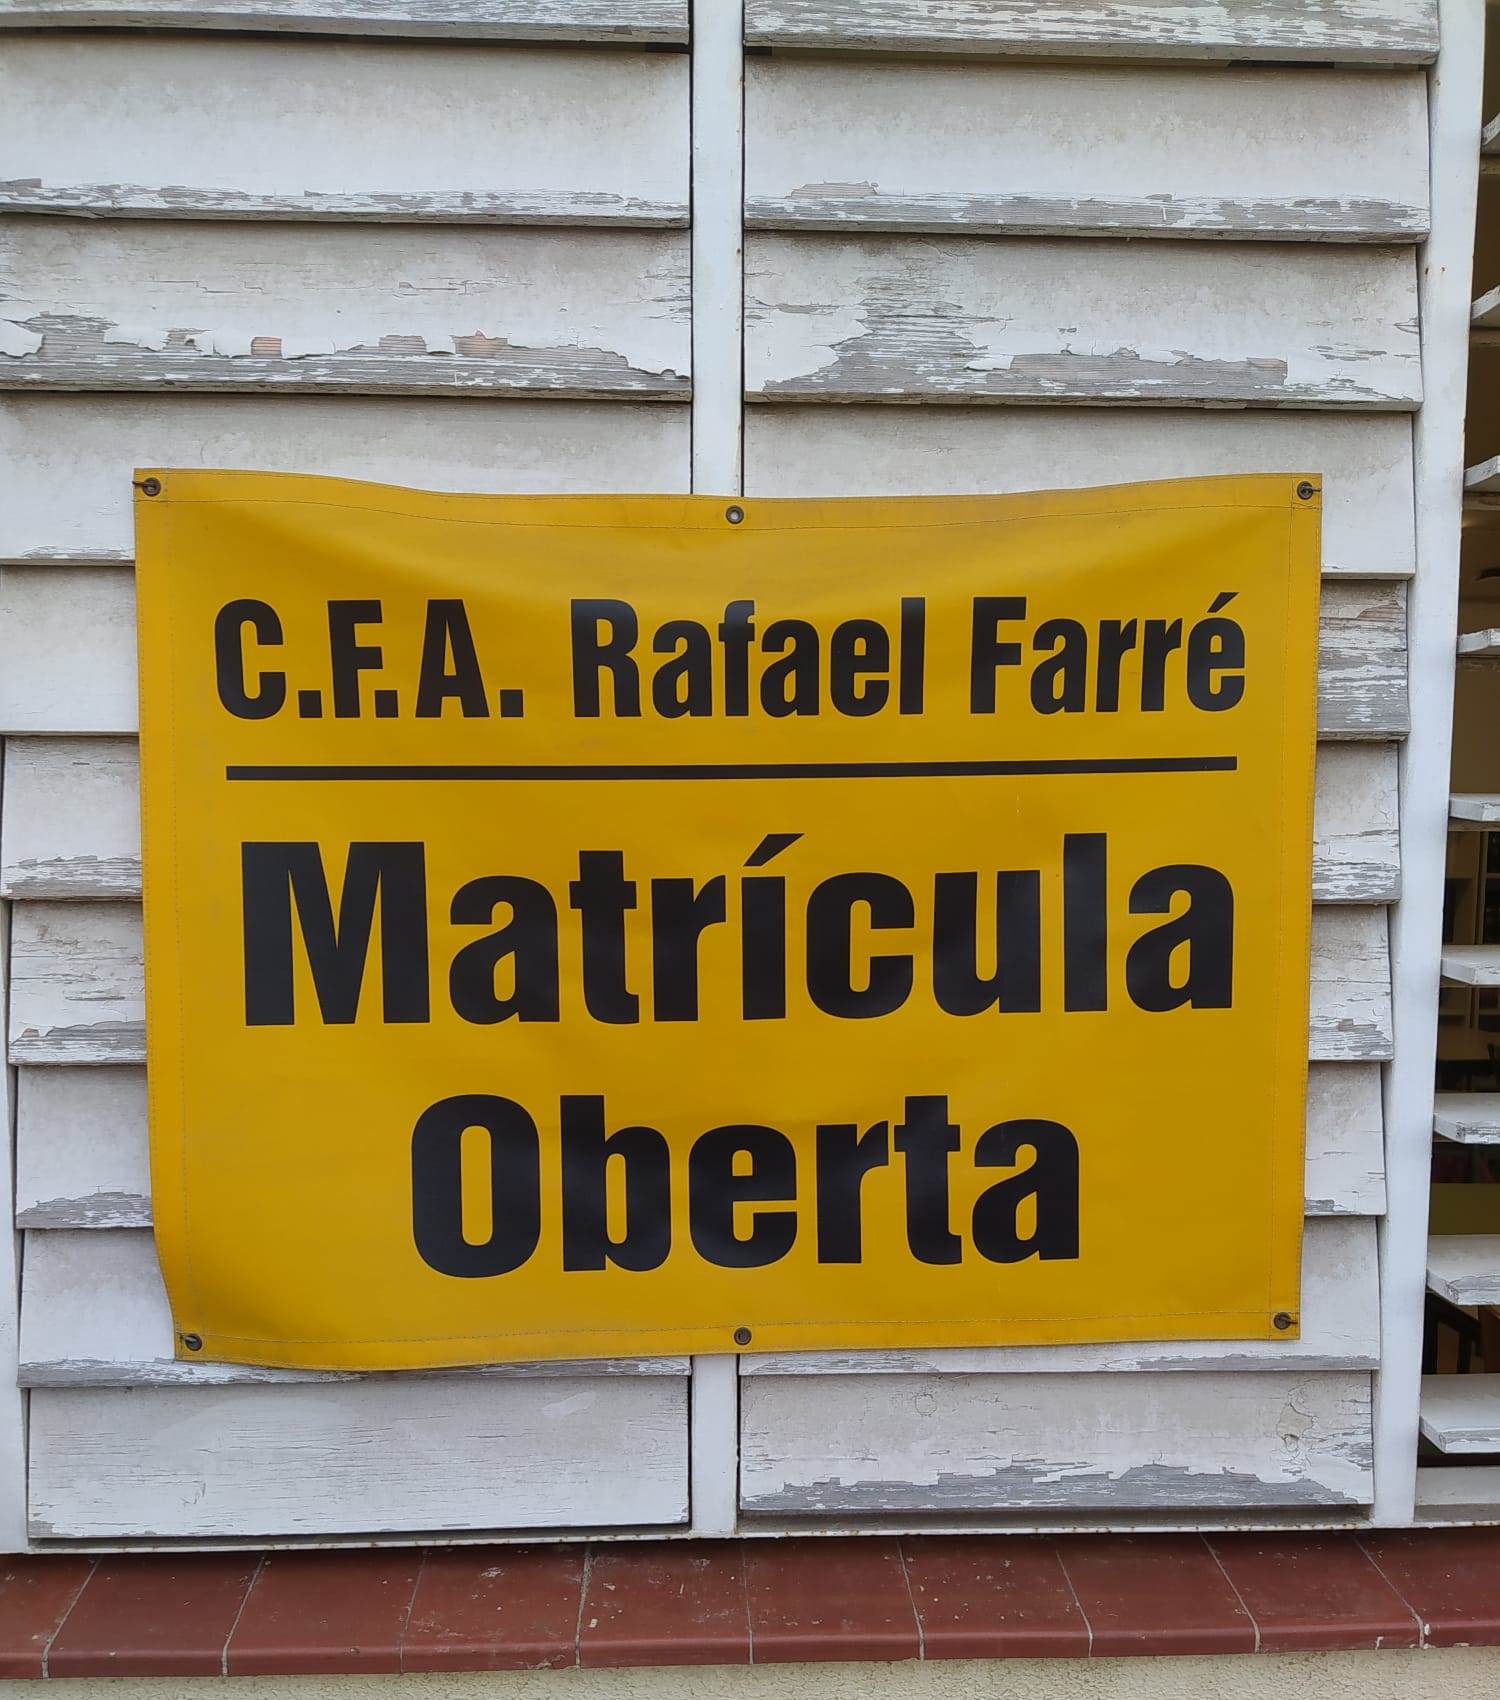 C.F.A. Rafael Farré
Matrícula
Oberta